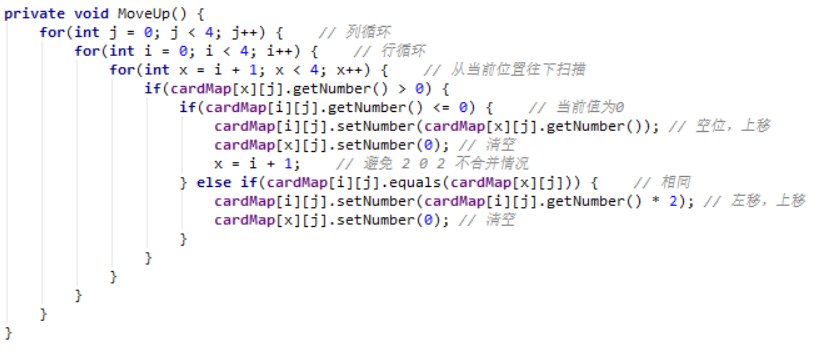 private void MoveUp() {
    for(int j = 0; j < 4; j++) {    // 列循环
        for(int i = 0; i < 4; i++) {    // 行循环
            for(int x = i + 1; x < 4; x++) {    // 从当前位置往下扫描
                if(cardMap[x][j].getNumber() > 0) {
                    if(cardMap[i][j].getNumber() <= 0) {    // 当前值为0
                        cardMap[i][j].setNumber(cardMap[x][j].getNumber()); // 空位，上移
                        cardMap[x][j].setNumber(0); // 清空
                        x = i + 1;    // 避免 2 0 2 不合并情况
                    } else if(cardMap[i][j].equals(cardMap[x][j])) {    // 相同
                        cardMap[i][j].setNumber(cardMap[i][j].getNumber() * 2); // 左移，上移
                        cardMap[x][j].setNumber(0); // 清空
                    }
                }
            }
        }
    }
}